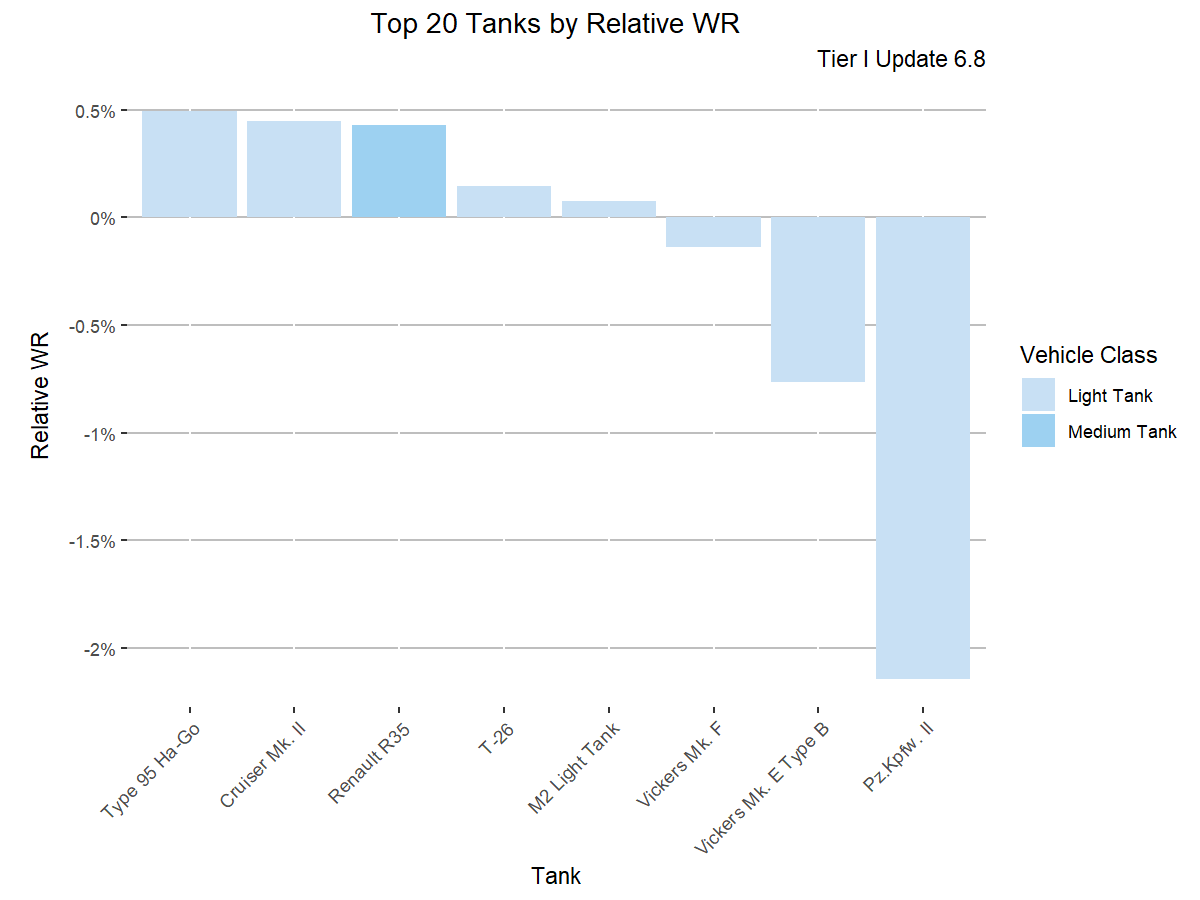 Top 20 Tanks by Relative WR
Tier I Update 6.8
0.5%
0%
-0.5%
-1%
-1.5%
-2%
Relative WR
Type 95 Ha-Go
Cruiser Mk. II
Renault R35
T-26
M2 Light Tank
Vickers Mk. F
Vickers Mk. E Type B
Pz.Kpfw. II
Tank
Vehicle Class
Light Tank
Medium Tank